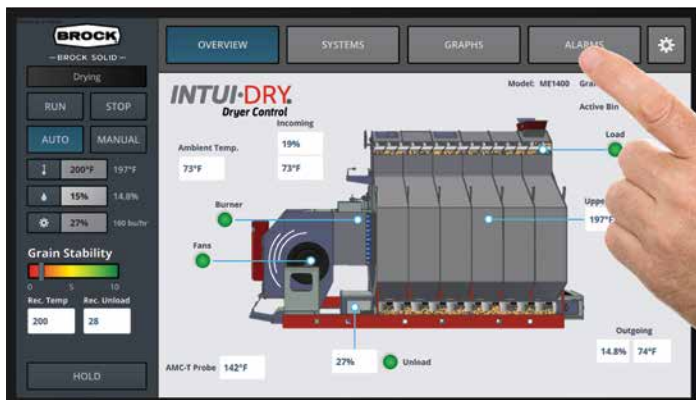 BROCK
— BROCK SOLID —
Drying
RUN STOP
AUTO MANUAL
200°F 197°F
15% 14.8%
27% 160 bu/hr
Grain Stability
0 5 10
Rec. Temp Rec. Unload
200 28
HOLD
OVERVIEW SYSTEMS GRAPHS ALARMS
INTUI•DRY.
Dryer Control
Model: ME1400
Active Bin
Incoming
Ambient Temp. 19%
73°F 73°F
Load
Burner
197°F
Fans
Outgoing
14.8% 74°F
AMC-T Probe 142°F
27% Unload